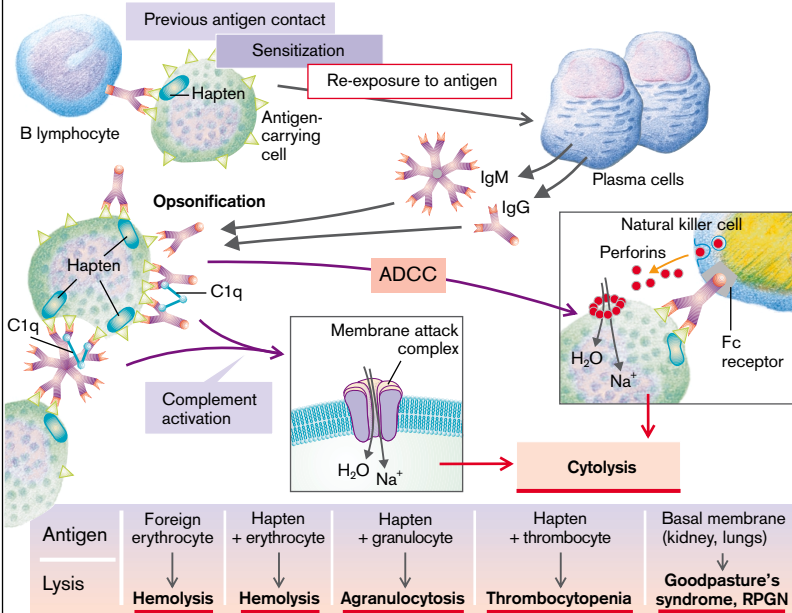 Previous antigen contact
Sensitization
Re-exposure to antigen
Hapten
B lymphocyte
Antigen-
carrying
cell
Plasma cells
IgM
IgG
Opsonification
Hapten
C1q
C1q
ADCC
Natural killer cell
Perforins
H₂O
Na⁺
Fc
receptor
Complement
activation
Membrane attack
complex
H₂O
Na⁺
Cytolysis
Antigen
Foreign
erythrocyte
Hapten
+ erythrocyte
Hapten
+ granulocyte
Hapten
+ thrombocyte
Basal membrane
(kidney, lungs)
Lysis
Hemolysis
Hemolysis
Agranulocytosis
Thrombocytopenia
Goodpasture's
syndrome, RPGN